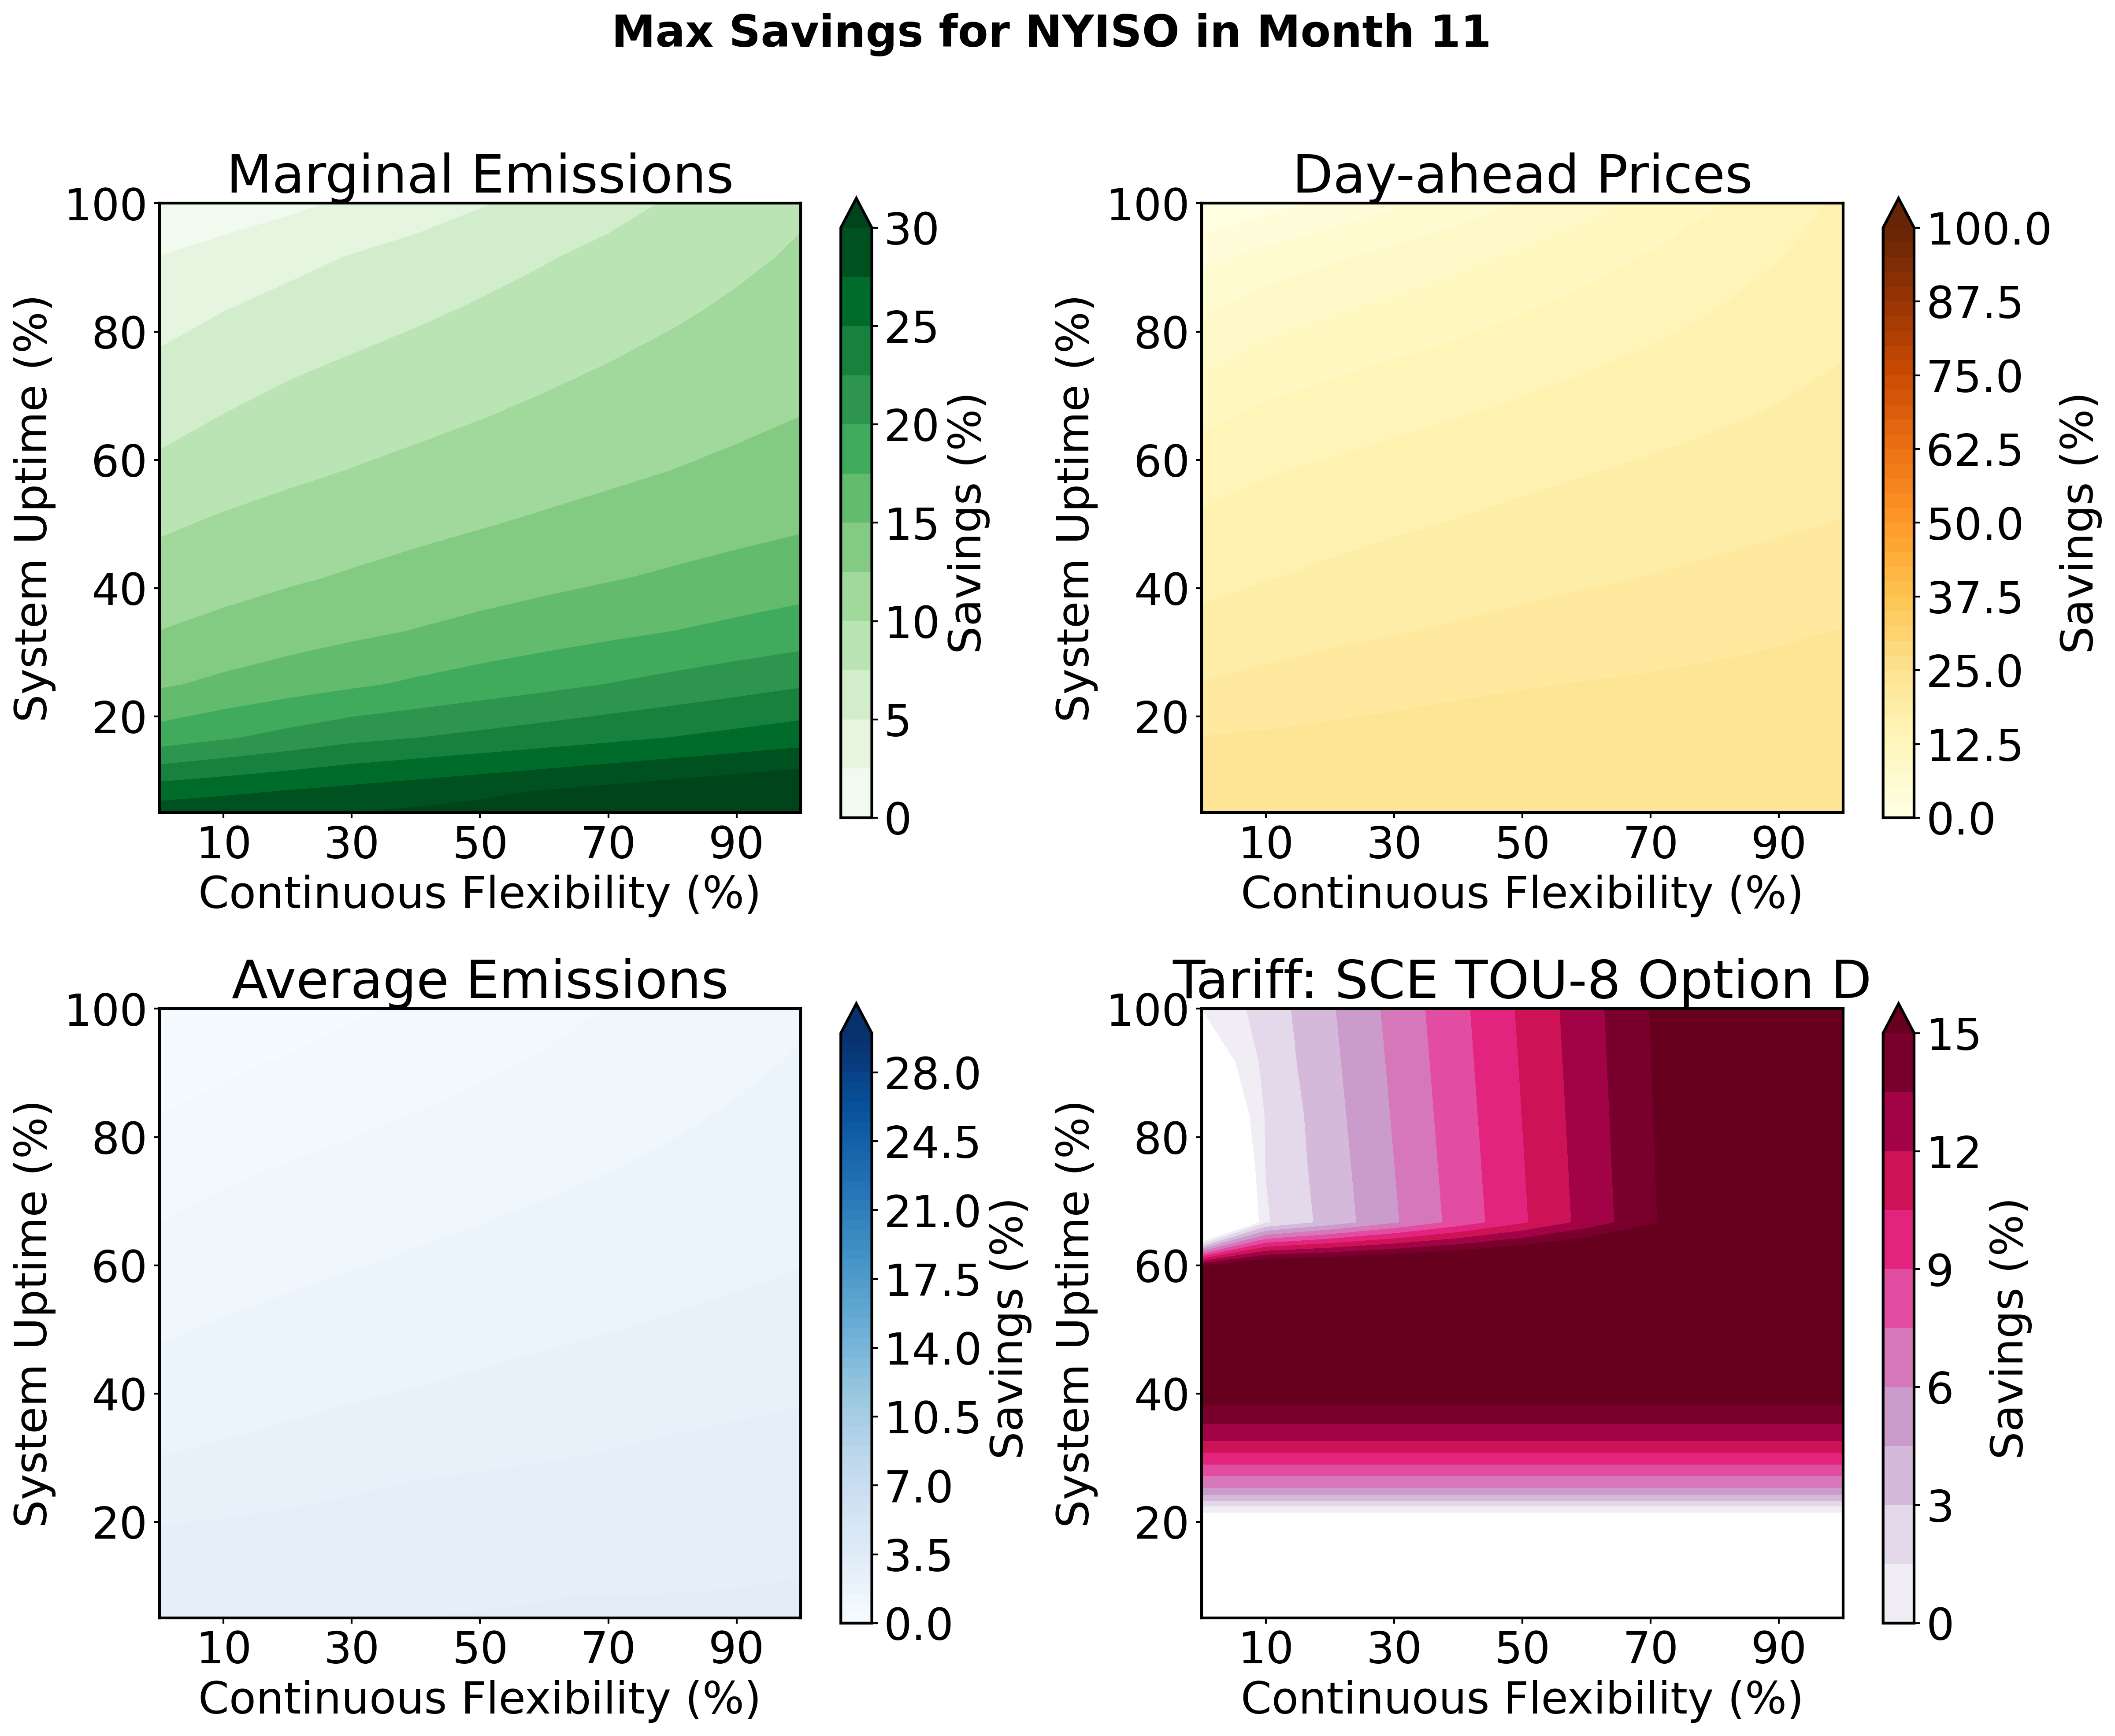 Max Savings for NYISO in Month 11
Marginal Emissions
100
80
60
40
20
System Uptime (%)
10 30 50 70 90
Continuous Flexibility (%)
30
25
20
15
10
5
0
Savings (%)
Day-ahead Prices
100
80
60
40
20
System Uptime (%)
10 30 50 70 90
Continuous Flexibility (%)
100.0
87.5
75.0
62.5
50.0
37.5
25.0
12.5
0.0
Savings (%)
Average Emissions
100
80
60
40
20
System Uptime (%)
10 30 50 70 90
Continuous Flexibility (%)
28.0
24.5
21.0
17.5
14.0
10.5
7.0
3.5
0.0
Savings (%)
Tariff: SCE TOU-8 Option D
100
80
60
40
20
System Uptime (%)
10 30 50 70 90
Continuous Flexibility (%)
15
12
9
6
3
0
Savings (%)